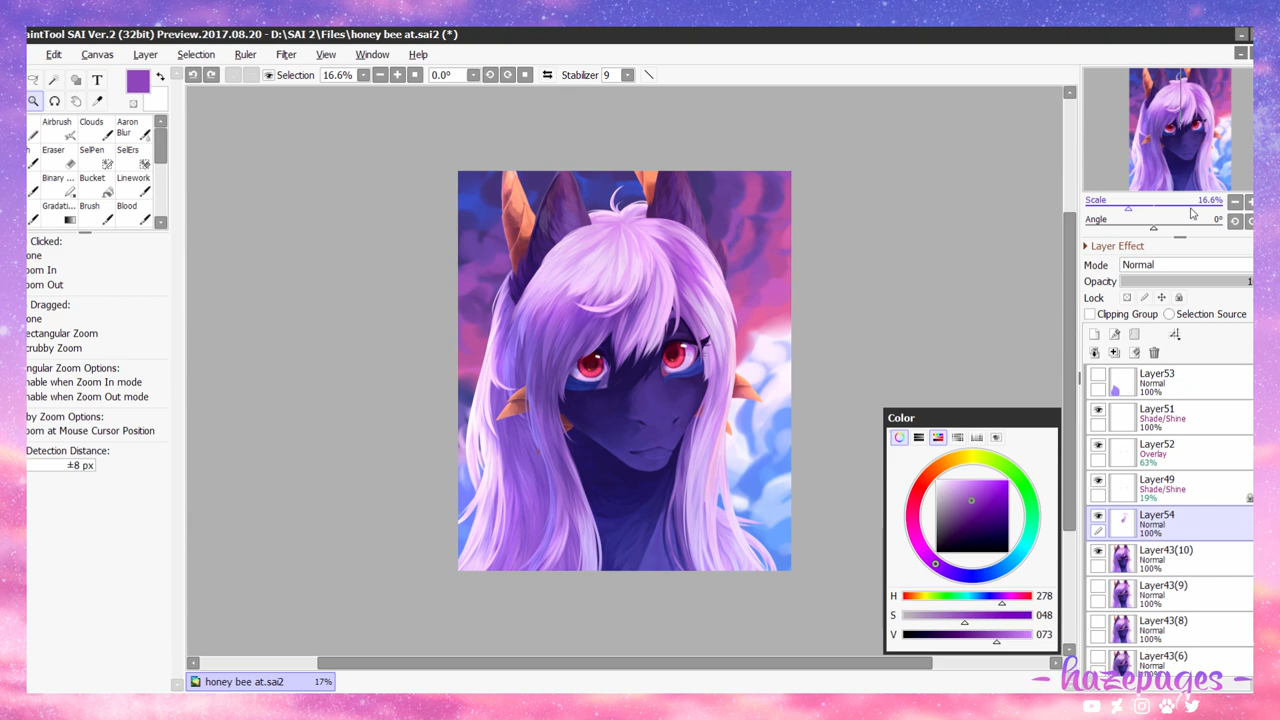 aintTool SAI Ver.2 (32bit) Preview.2017.08.20 - D:\SAI 2\Files\honey bee at.sai2 (*)
Edit Canvas Layer Selection Ruler Filter View Window Help
Selection 16.6% 0.0° Stabilizer 9
T
Airbrush Clouds Aaron Blur
Eraser SelPen SelErs
Binary ... Bucket Linework
Gradati... Brush Blood
Clicked:
one
oom In
oom Out
Dragged:
one
ectangular Zoom
crubby Zoom
angular Zoom Options:
nable when Zoom In mode
nable when Zoom Out mode
by Zoom Options:
oom at Mouse Cursor Position
Detection Distance:
±8 px
Scale 16.6%
Angle 0°
Layer Effect
Mode Normal
Opacity 1
Lock
Clipping Group Selection Source
Layer53
Normal
100%
Layer51
Shade/Shine
100%
Layer52
Overlay
63%
Layer49
Shade/Shine
19%
Layer54
Normal
100%
Layer43(10)
Normal
100%
Layer43(9)
Normal
100%
Layer43(8)
Normal
100%
Layer43(6)
Normal
Color
H 278
S 048
V 073
honey bee at.sai2 17%
- hazepages -